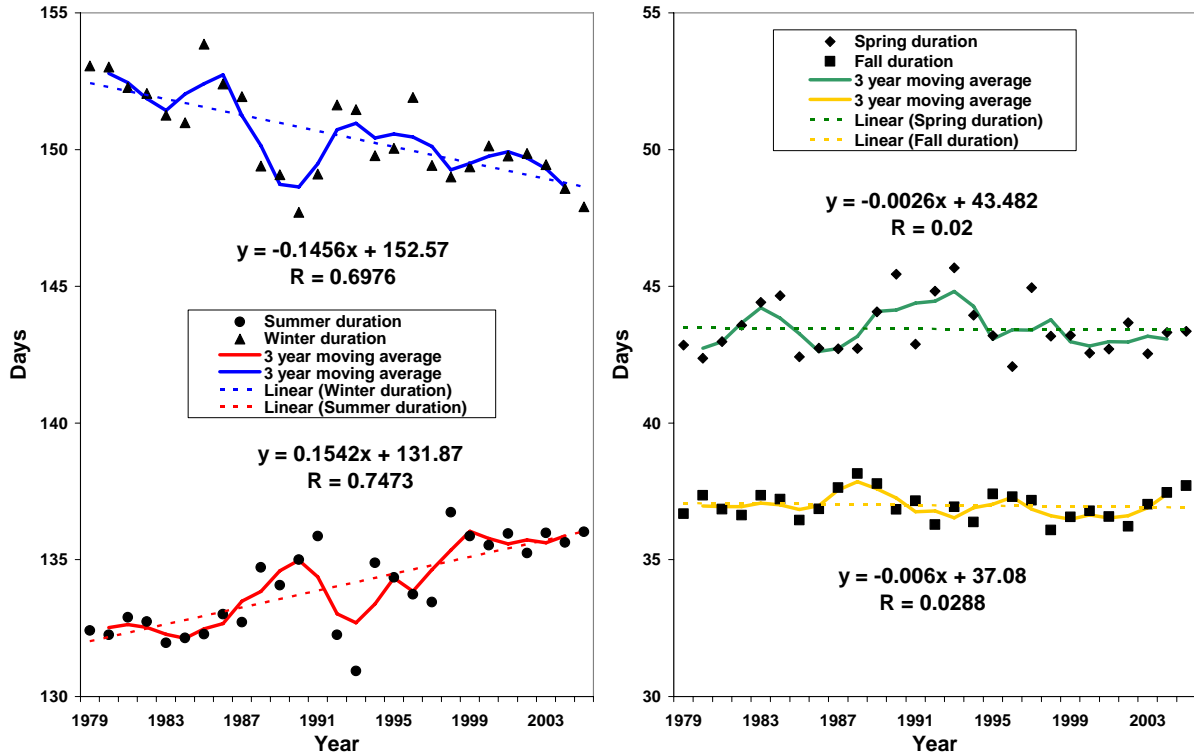 155
150
145
140
135
130
Days
y = -0.1456x + 152.57
R = 0.6976
Summer duration
Winter duration
3 year moving average
3 year moving average
Linear (Winter duration)
Linear (Summer duration)
y = 0.1542x + 131.87
R = 0.7473
1979 1983 1987 1991 1995 1999 2003
Year
55
50
45
40
35
30
Days
Spring duration
Fall duration
3 year moving average
3 year moving average
Linear (Spring duration)
Linear (Fall duration)
y = -0.0026x + 43.482
R = 0.02
y = -0.006x + 37.08
R = 0.0288
1979 1983 1987 1991 1995 1999 2003
Year